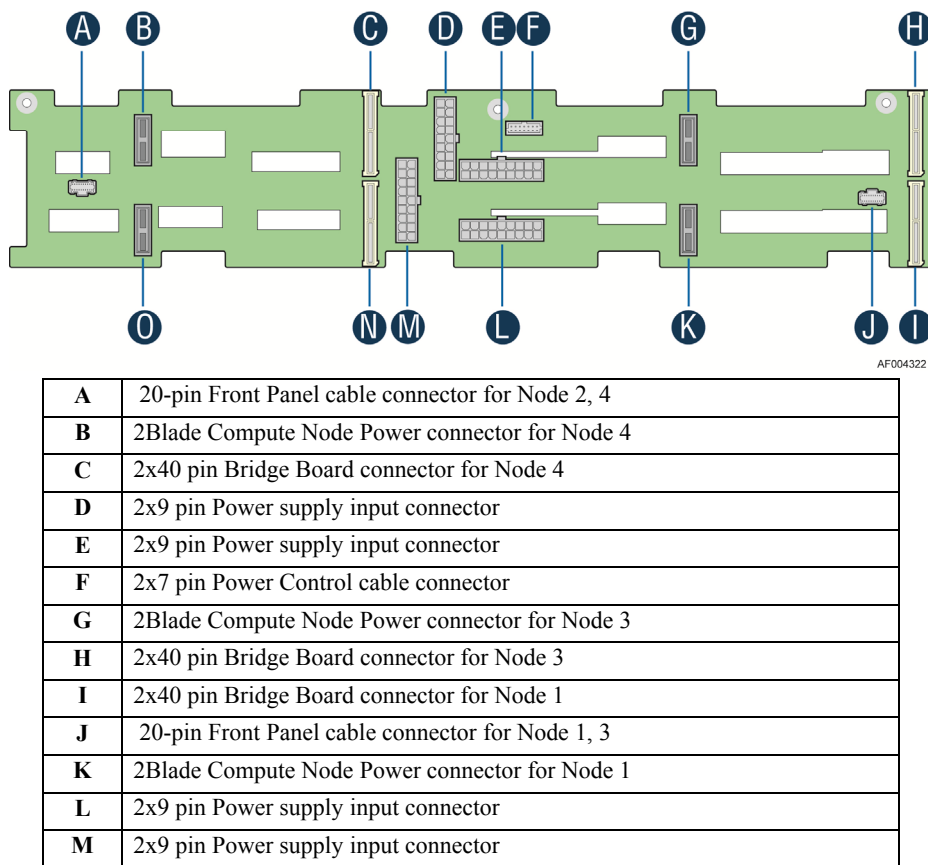 A B C D E F G H
O N M L K J I
AF004322
A 20-pin Front Panel cable connector for Node 2, 4
B 2Blade Compute Node Power connector for Node 4
C 2x40 pin Bridge Board connector for Node 4
D 2x9 pin Power supply input connector
E 2x9 pin Power supply input connector
F 2x7 pin Power Control cable connector
G 2Blade Compute Node Power connector for Node 3
H 2x40 pin Bridge Board connector for Node 3
I 2x40 pin Bridge Board connector for Node 1
J 20-pin Front Panel cable connector for Node 1, 3
K 2Blade Compute Node Power connector for Node 1
L 2x9 pin Power supply input connector
M 2x9 pin Power supply input connector